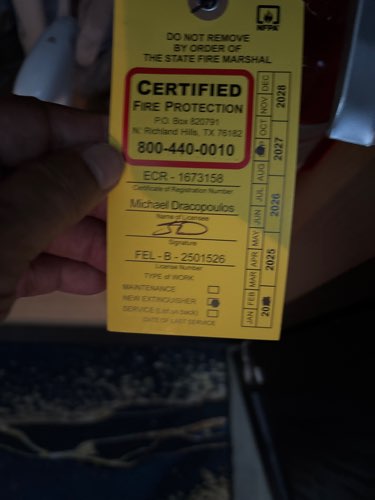 NFPA
DO NOT REMOVE
BY ORDER OF
THE STATE FIRE MARSHAL
CERTIFIED
FIRE PROTECTION
P.O. Box 820791
N. Richland Hills, TX 76182
800-440-0010
ECR - 1673158
Certificate of Registration Number
Michael Dracopoulos
Name of Licensee
Signature
FEL - B - 2501526
License Number
TYPE OF WORK
MAINTENANCE
NEW EXTINGUISHER
SERVICE (List on back)
DATE OF LAST SERVICE
JAN FEB MAR APR MAY JUN JUL AUG OCT NOV DEC
2025 2026 2027 2028